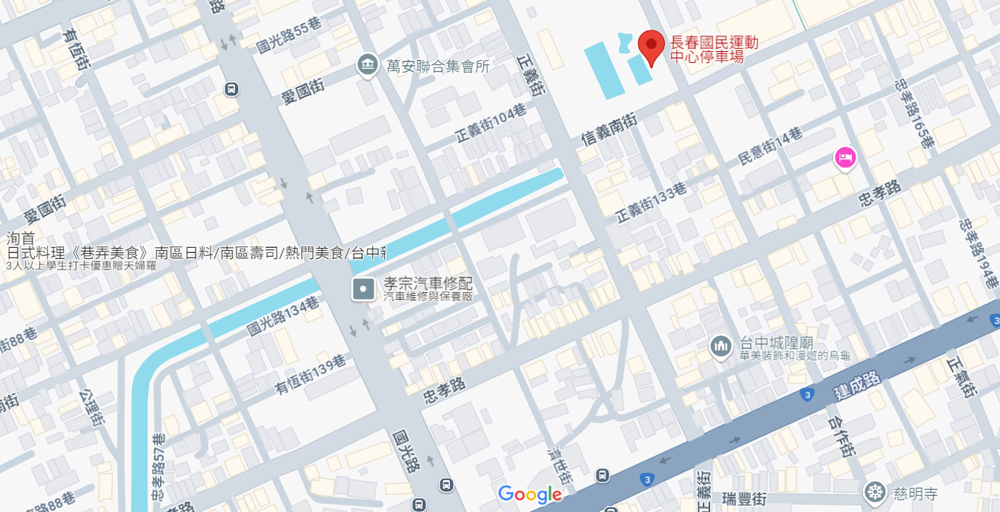 路
有恆街
國光路55巷
愛國街
萬安聯合集會所
正義街
長春國民運動
中心停車場
正義街104巷
信義南街
忠孝路165巷
民意街14巷
正義街133巷
忠孝路
愛國街
洵首
日式料理《巷弄美食》南區日料/南區壽司/熱門美食/台中新
3人以上學生打卡優惠贈天婦羅
忠孝路194巷
孝宗汽車修配
汽車維修與保養廠
國光路134巷
街88巷
有恆街139巷
公理街
南街
忠孝路
台中城隍廟
華美裝飾和漫遊的烏龜
3
建成路
3
正氣街
合作街
國光路
忠孝路57巷
濟世街
3
正義街
瑞豐街
慈明寺
Google
路88巷
忠孝路